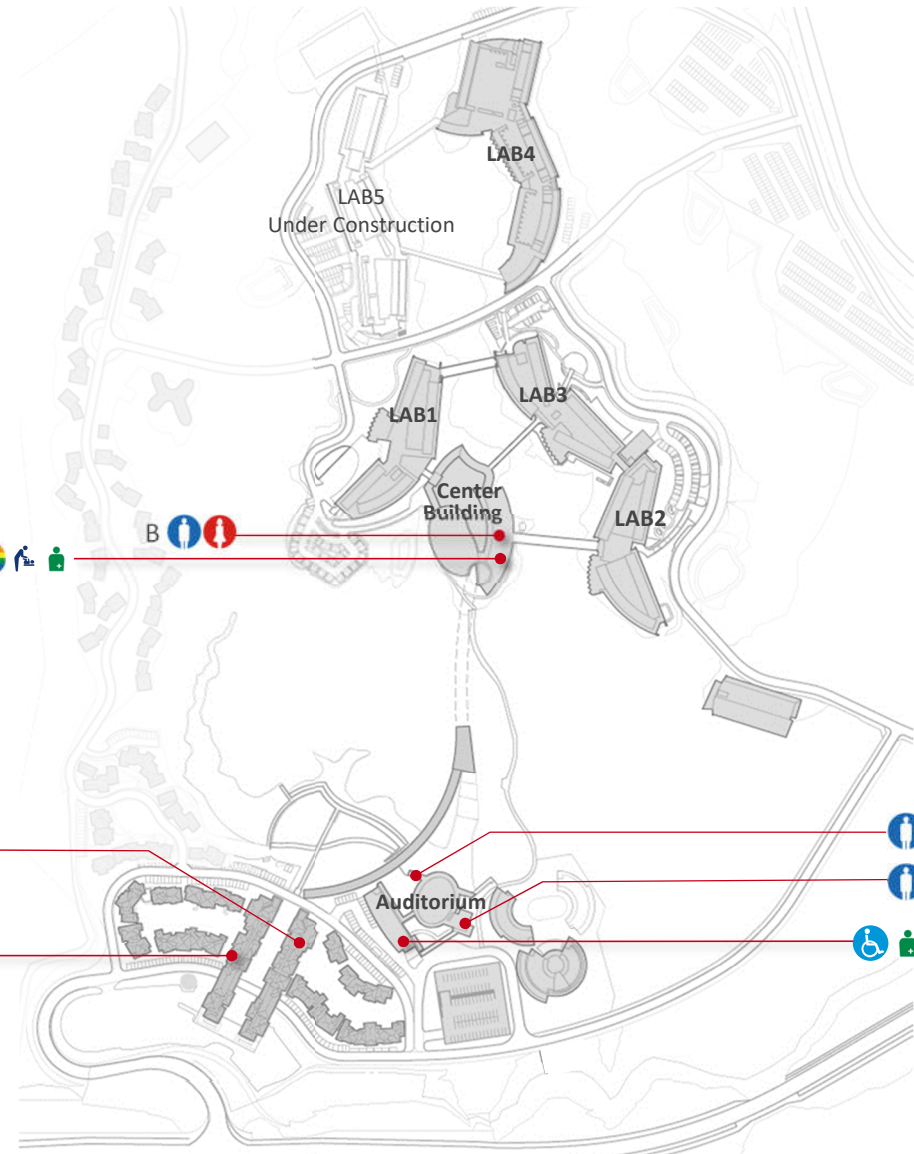 LAB4
LAB5
Under Construction
LAB3
LAB1
Center
Building
LAB2
B
Auditorium